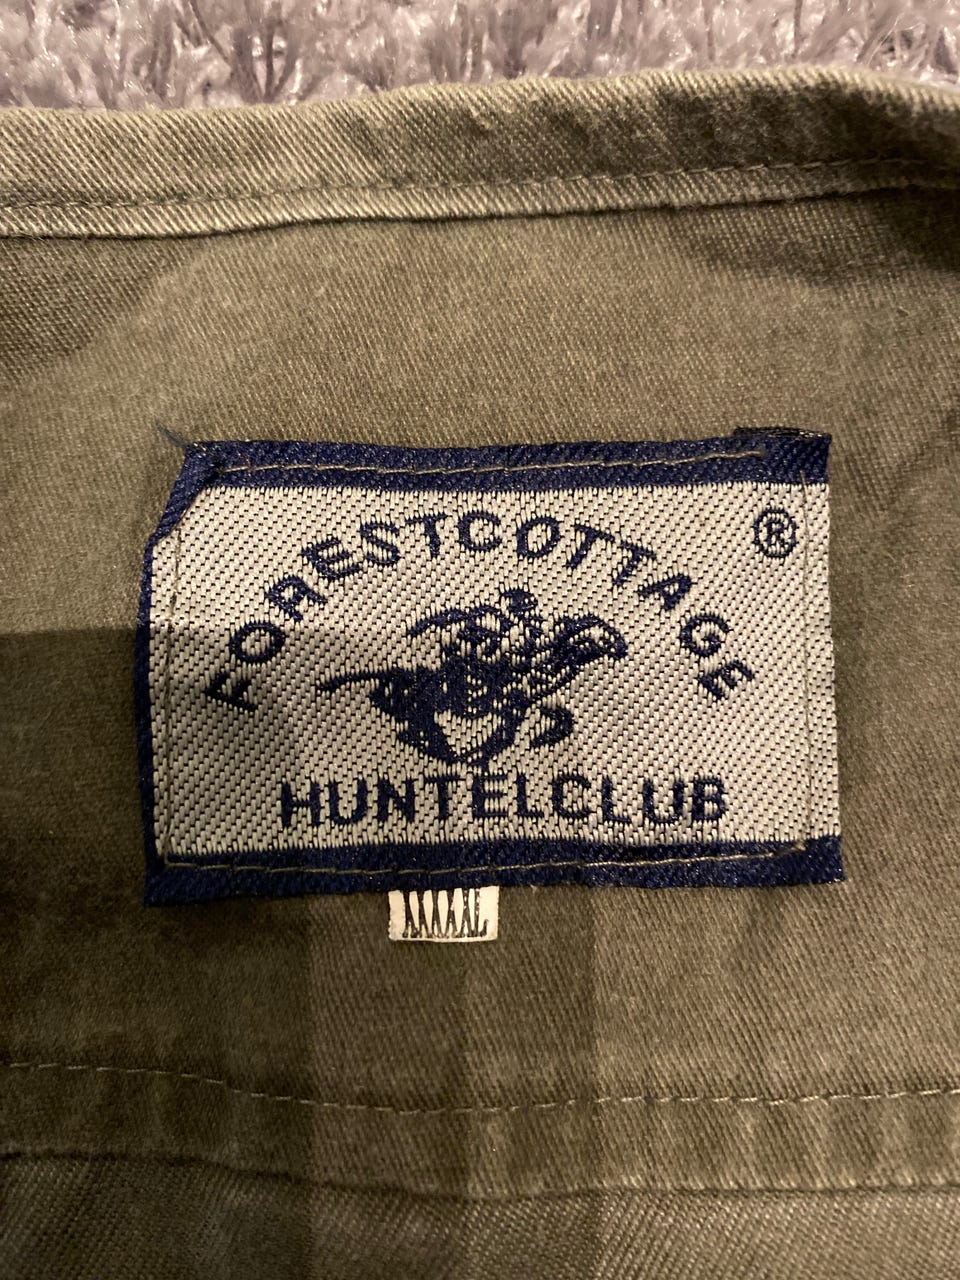 FORESTCOTTAGE
®
HUNTELCLUB
XXXXXL